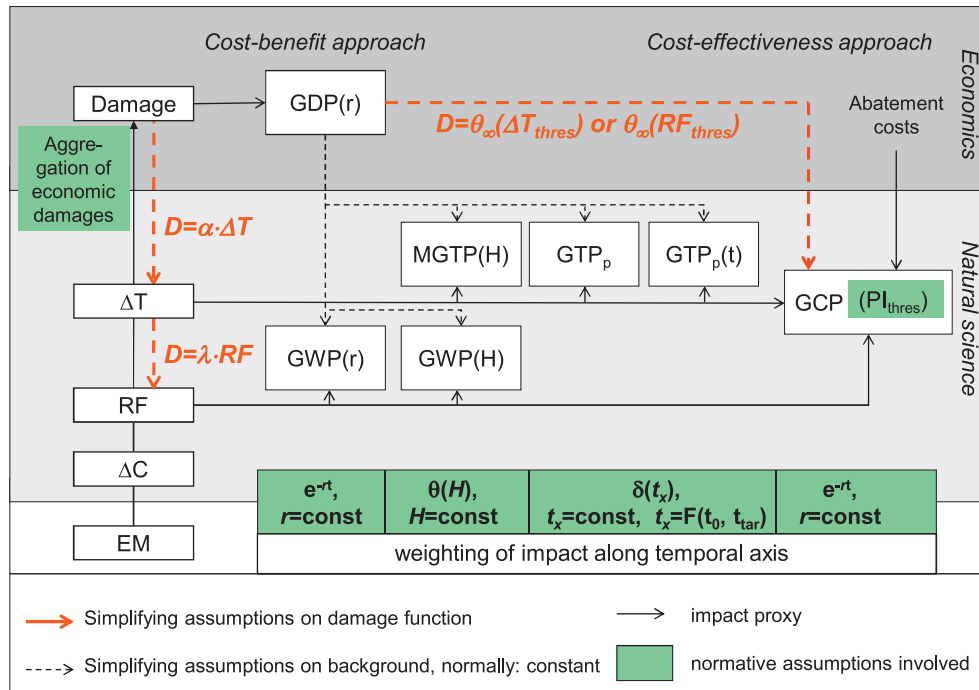 Cost-benefit approach
Cost-effectiveness approach
Economics
Damage
GDP(r)
D=θ∞(ΔTthres) or θ∞(RFthres)
Abatement
costs
Aggre-
gation of
economic
damages
D=α·ΔT
MGTP(H)
GTPp
GTPp(t)
Natural science
ΔT
GCP
(PIthres)
D=λ·RF
GWP(r)
GWP(H)
RF
ΔC
EM
e-rt,
r=const
θ(H),
H=const
δ(tx),
tx=const, tx=F(t0, ttar)
e-rt,
r=const
weighting of impact along temporal axis
Simplifying assumptions on damage function
impact proxy
Simplifying assumptions on background, normally: constant
normative assumptions involved